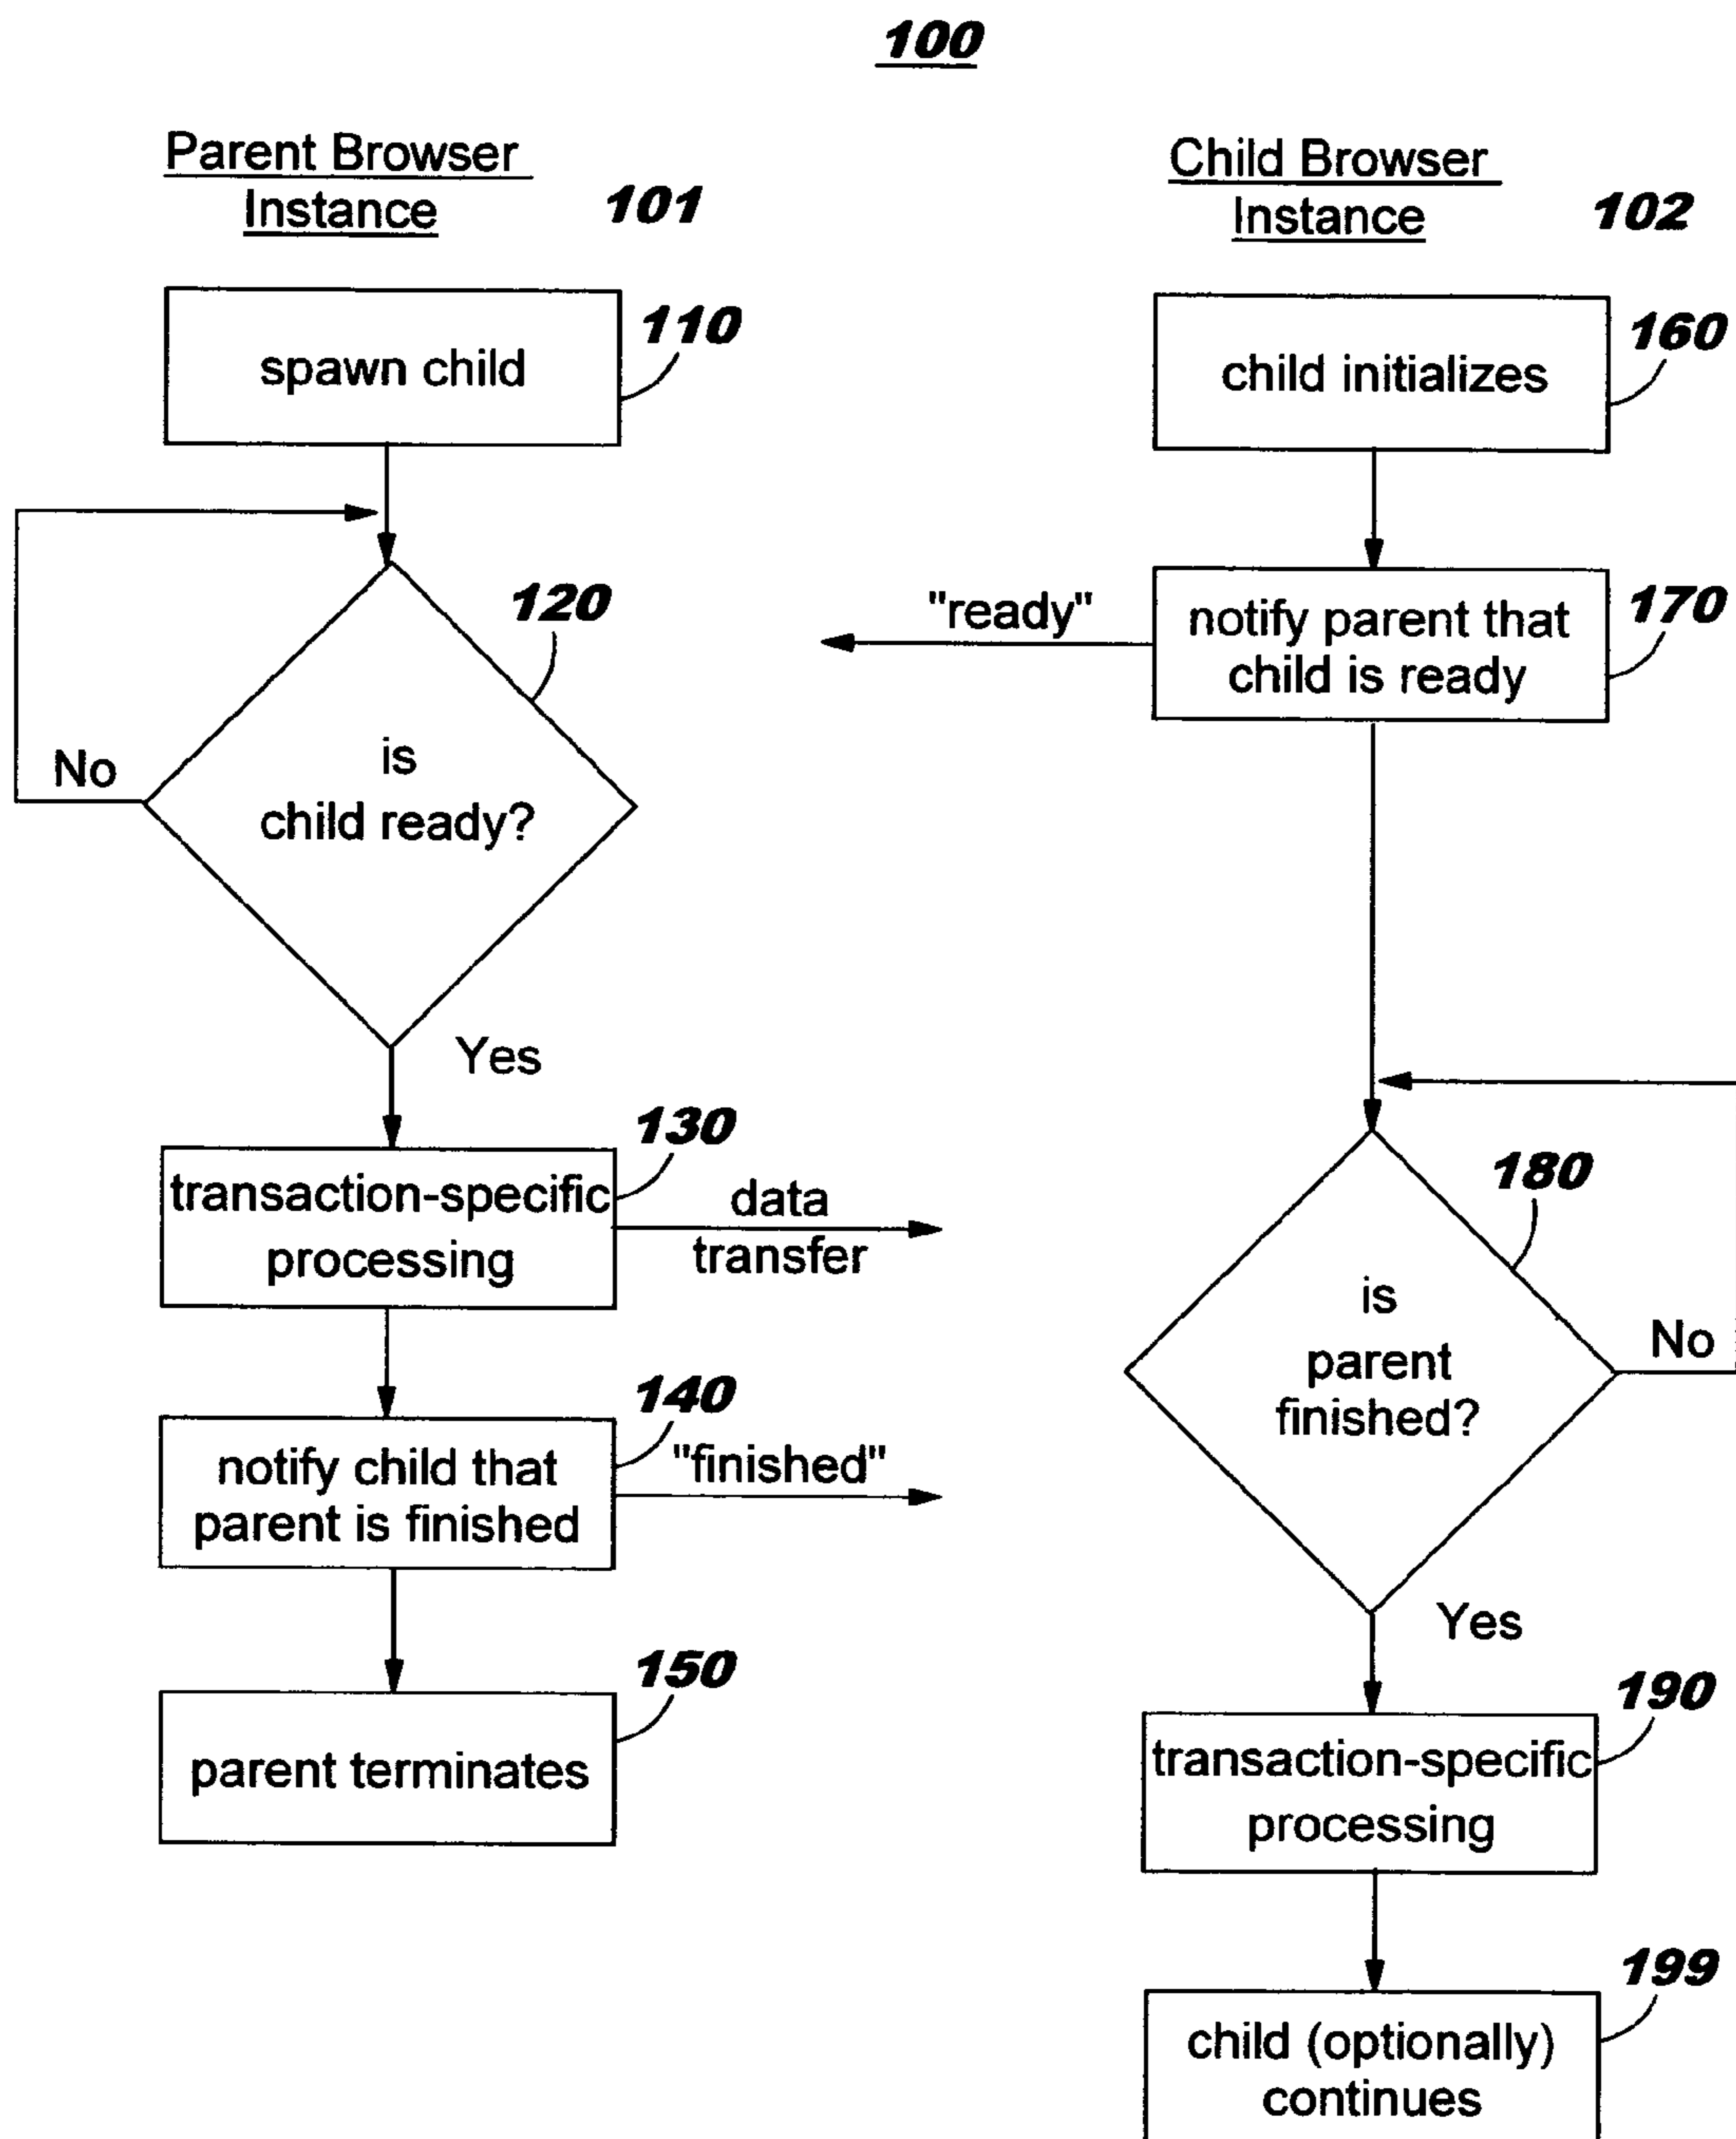 100
Parent Browser
Instance
101
spawn child
110
is
child ready?
120
No
Yes
transaction-specific
processing
130
data
transfer
notify child that
parent is finished
140
"finished"
parent terminates
150
Child Browser
Instance
102
child initializes
160
"ready"
notify parent that
child is ready
170
is
parent
finished?
180
No
Yes
transaction-specific
processing
190
child (optionally)
continues
199